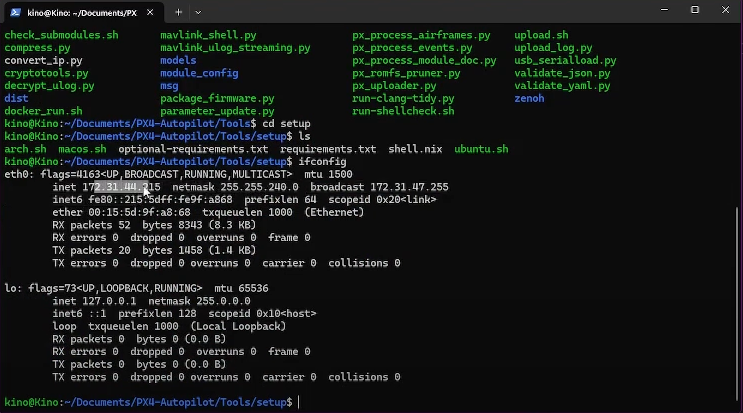 kino@Kino: ~/Documents/PX
check_submodules.sh mavlink_shell.py px_process_airframes.py upload.sh
compress.py mavlink_ulog_streaming.py px_process_events.py upload_log.py
convert_ip.py models px_process_module_doc.py usb_serialload.py
cryptotools.py module_config px_romfs_pruner.py validate_json.py
decrypt_ulog.py msg px_uploader.py validate_yaml.py
dist package_firmware.py run-clang-tidy.py zenoh
docker_run.sh parameter_update.py run-shellcheck.sh
kino@Kino:~/Documents/PX4-Autopilot/Tools$ cd setup
kino@Kino:~/Documents/PX4-Autopilot/Tools/setup$ ls
arch.sh macos.sh optional-requirements.txt requirements.txt shell.nix ubuntu.sh
kino@Kino:~/Documents/PX4-Autopilot/Tools/setup$ ifconfig
eth0: flags=4163<UP,BROADCAST,RUNNING,MULTICAST> mtu 1500
inet 172.31.44.215 netmask 255.255.240.0 broadcast 172.31.47.255
inet6 fe80::215:5dff:fe9f:a868 prefixlen 64 scopeid 0x20<link>
ether 00:15:5d:9f:a8:68 txqueuelen 1000 (Ethernet)
RX packets 52 bytes 8343 (8.3 KB)
RX errors 0 dropped 0 overruns 0 frame 0
TX packets 20 bytes 1458 (1.4 KB)
TX errors 0 dropped 0 overruns 0 carrier 0 collisions 0
lo: flags=73<UP,LOOPBACK,RUNNING> mtu 65536
inet 127.0.0.1 netmask 255.0.0.0
inet6 ::1 prefixlen 128 scopeid 0x10<host>
loop txqueuelen 1000 (Local Loopback)
RX packets 0 bytes 0 (0.0 B)
RX errors 0 dropped 0 overruns 0 frame 0
TX packets 0 bytes 0 (0.0 B)
TX errors 0 dropped 0 overruns 0 carrier 0 collisions 0
kino@Kino:~/Documents/PX4-Autopilot/Tools/setup$